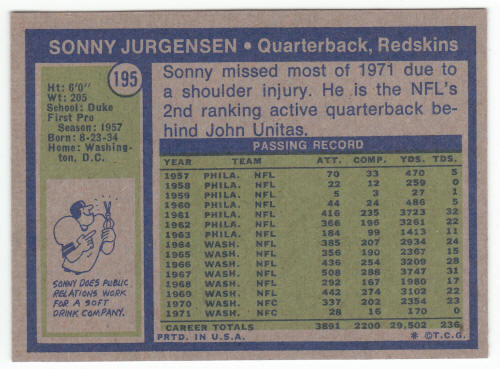 SONNY JURGENSEN • Quarterback, Redskins
195
Ht: 6'0"
Wt: 205
School: Duke
First Pro
Season: 1957
Born: 8-23-34
Home: Washing-
ton, D.C.
Sonny missed most of 1971 due to
a shoulder injury. He is the NFL's
2nd ranking active quarterback be-
hind John Unitas.
PASSING RECORD
YEAR TEAM ATT. COMP. YDS. TDS.
1957 PHILA. NFL 70 33 470 5
1958 PHILA. NFL 22 12 259 0
1959 PHILA. NFL 5 3 27 1
1960 PHILA. NFL 44 24 486 5
1961 PHILA. NFL 416 235 3723 32
1962 PHILA. NFL 366 196 3261 22
1963 PHILA. NFL 184 99 1413 11
1964 WASH. NFL 385 207 2934 24
1965 WASH. NFL 356 190 2367 15
1966 WASH. NFL 436 254 3209 28
1967 WASH. NFL 508 288 3747 31
1968 WASH. NFL 292 167 1980 17
1969 WASH. NFL 442 274 3102 22
1970 WASH. NFC 337 202 2354 23
1971 WASH. NFC 28 16 170 0
CAREER TOTALS 3891 2200 29,502 236
PRTD. IN U.S.A. * © T.C.G.
SONNY DOES PUBLIC
RELATIONS WORK
FOR A SOFT
DRINK COMPANY.